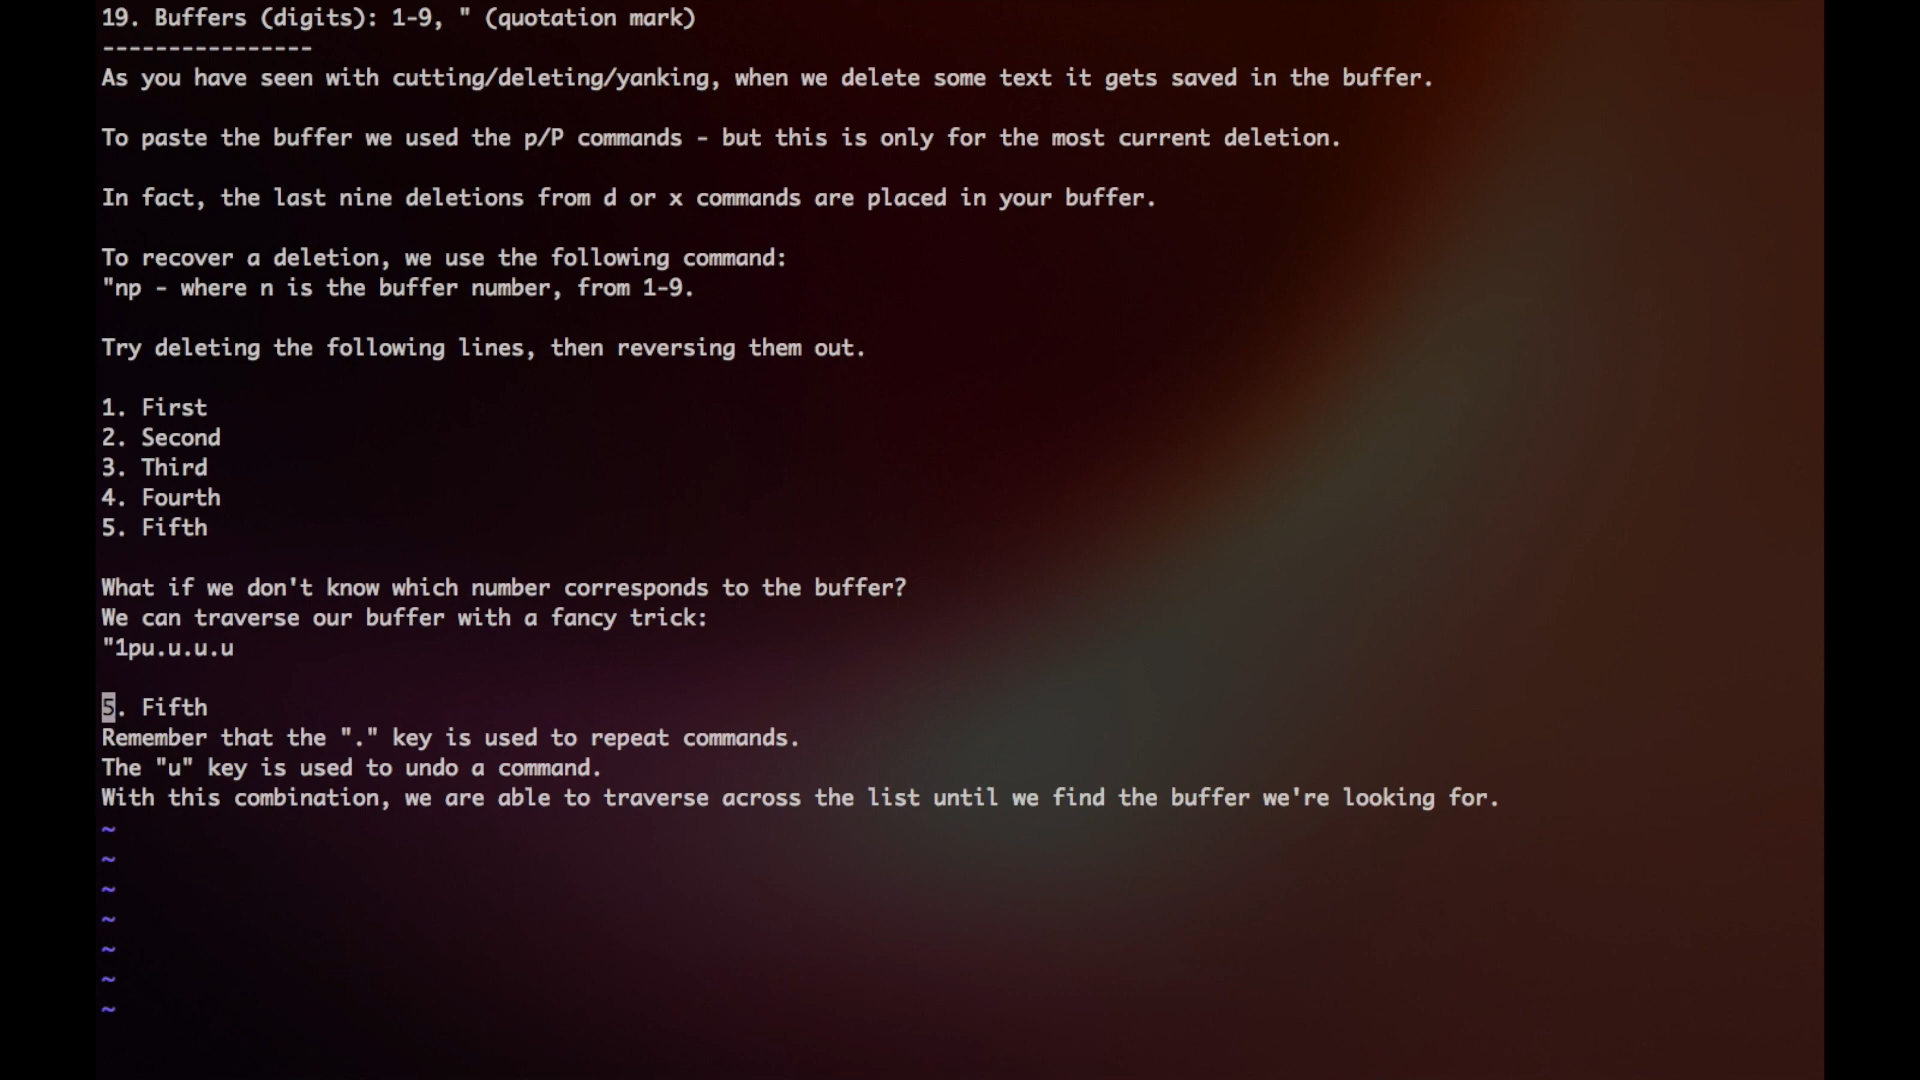 19. Buffers (digits): 1-9, " (quotation mark)
----------------
As you have seen with cutting/deleting/yanking, when we delete some text it gets saved in the buffer.
To paste the buffer we used the p/P commands - but this is only for the most current deletion.
In fact, the last nine deletions from d or x commands are placed in your buffer.
To recover a deletion, we use the following command:
"np - where n is the buffer number, from 1-9.
Try deleting the following lines, then reversing them out.
1. First
2. Second
3. Third
4. Fourth
5. Fifth
What if we don't know which number corresponds to the buffer?
We can traverse our buffer with a fancy trick:
"1pu.u.u.u
5. Fifth
Remember that the "." key is used to repeat commands.
The "u" key is used to undo a command.
With this combination, we are able to traverse across the list until we find the buffer we're looking for.
~
~
~
~
~
~
~